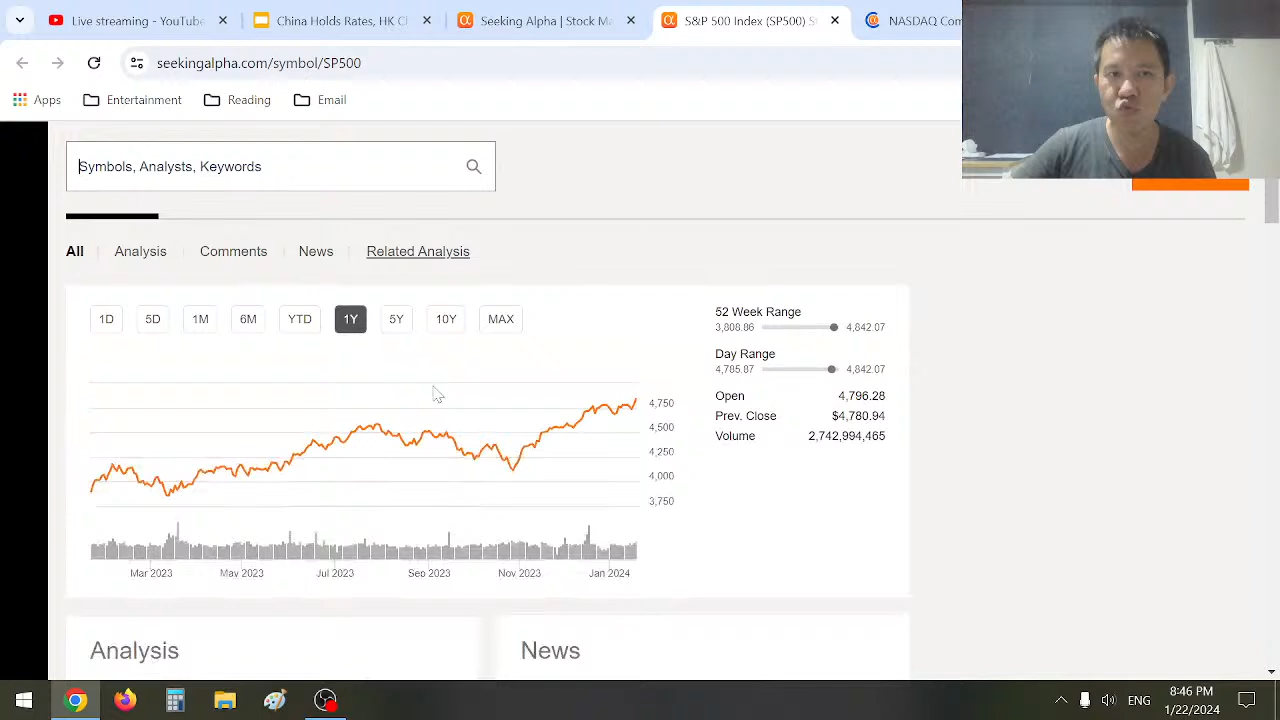 Live streaming - YouTube
China Holds Rates, HK C
Seeking Alpha | Stock Ma
S&P 500 Index (SP500) S
NASDAQ Com
seekingalpha.com/symbol/SP500
Apps
Entertainment
Reading
Email
Symbols, Analysts, Keywords
All
Analysis
Comments
News
Related Analysis
1D
5D
1M
6M
YTD
1Y
5Y
10Y
MAX
52 Week Range
3,808.86
4,842.07
Day Range
4,785.87
4,842.07
Open
4,796.28
Prev. Close
$4,780.94
Volume
2,742,994,465
4,750
4,500
4,250
4,000
3,750
Mar 2023
May 2023
Jul 2023
Sep 2023
Nov 2023
Jan 2024
Analysis
News
ENG
8:46 PM
1/22/2024